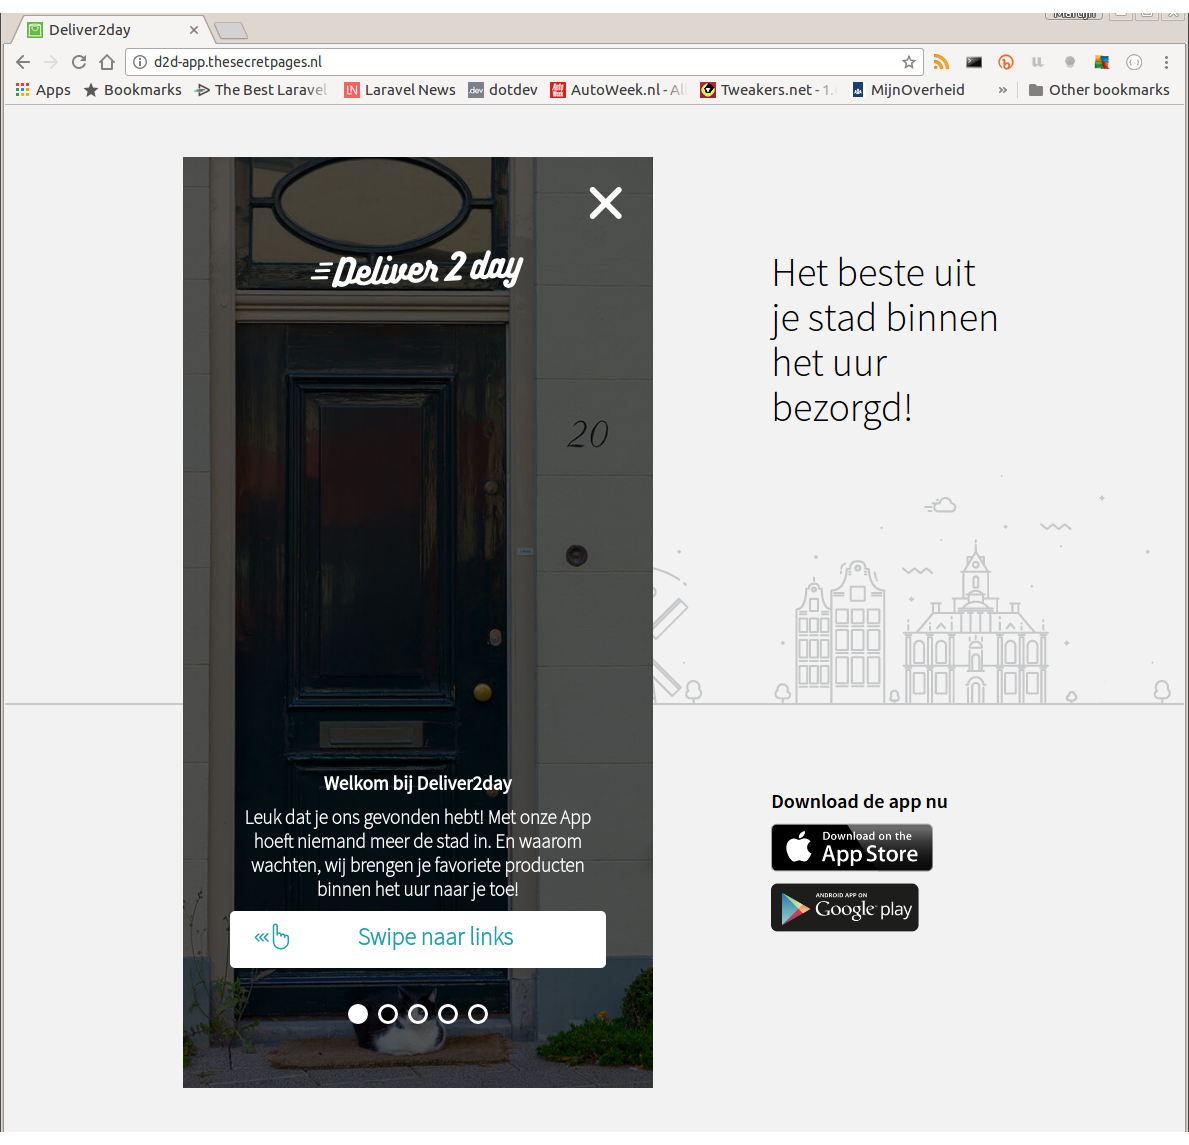 Martijn
Deliver2day
d2d-app.thesecretpages.nl
Apps
Bookmarks
The Best Laravel
LN
Laravel News
.dev
dotdev
AutoWeek.nl - Al
Tweakers.net - 1.
MijnOverheid
»
Other bookmarks
Deliver 2 day
20
Het beste uit
je stad binnen
het uur
bezorgd!
Welkom bij Deliver2day
Leuk dat je ons gevonden hebt! Met onze App
hoeft niemand meer de stad in. En waarom
wachten, wij brengen je favoriete producten
binnen het uur naar je toe!
Swipe naar links
Download de app nu
Download on the
App Store
ANDROID APP ON
Google play